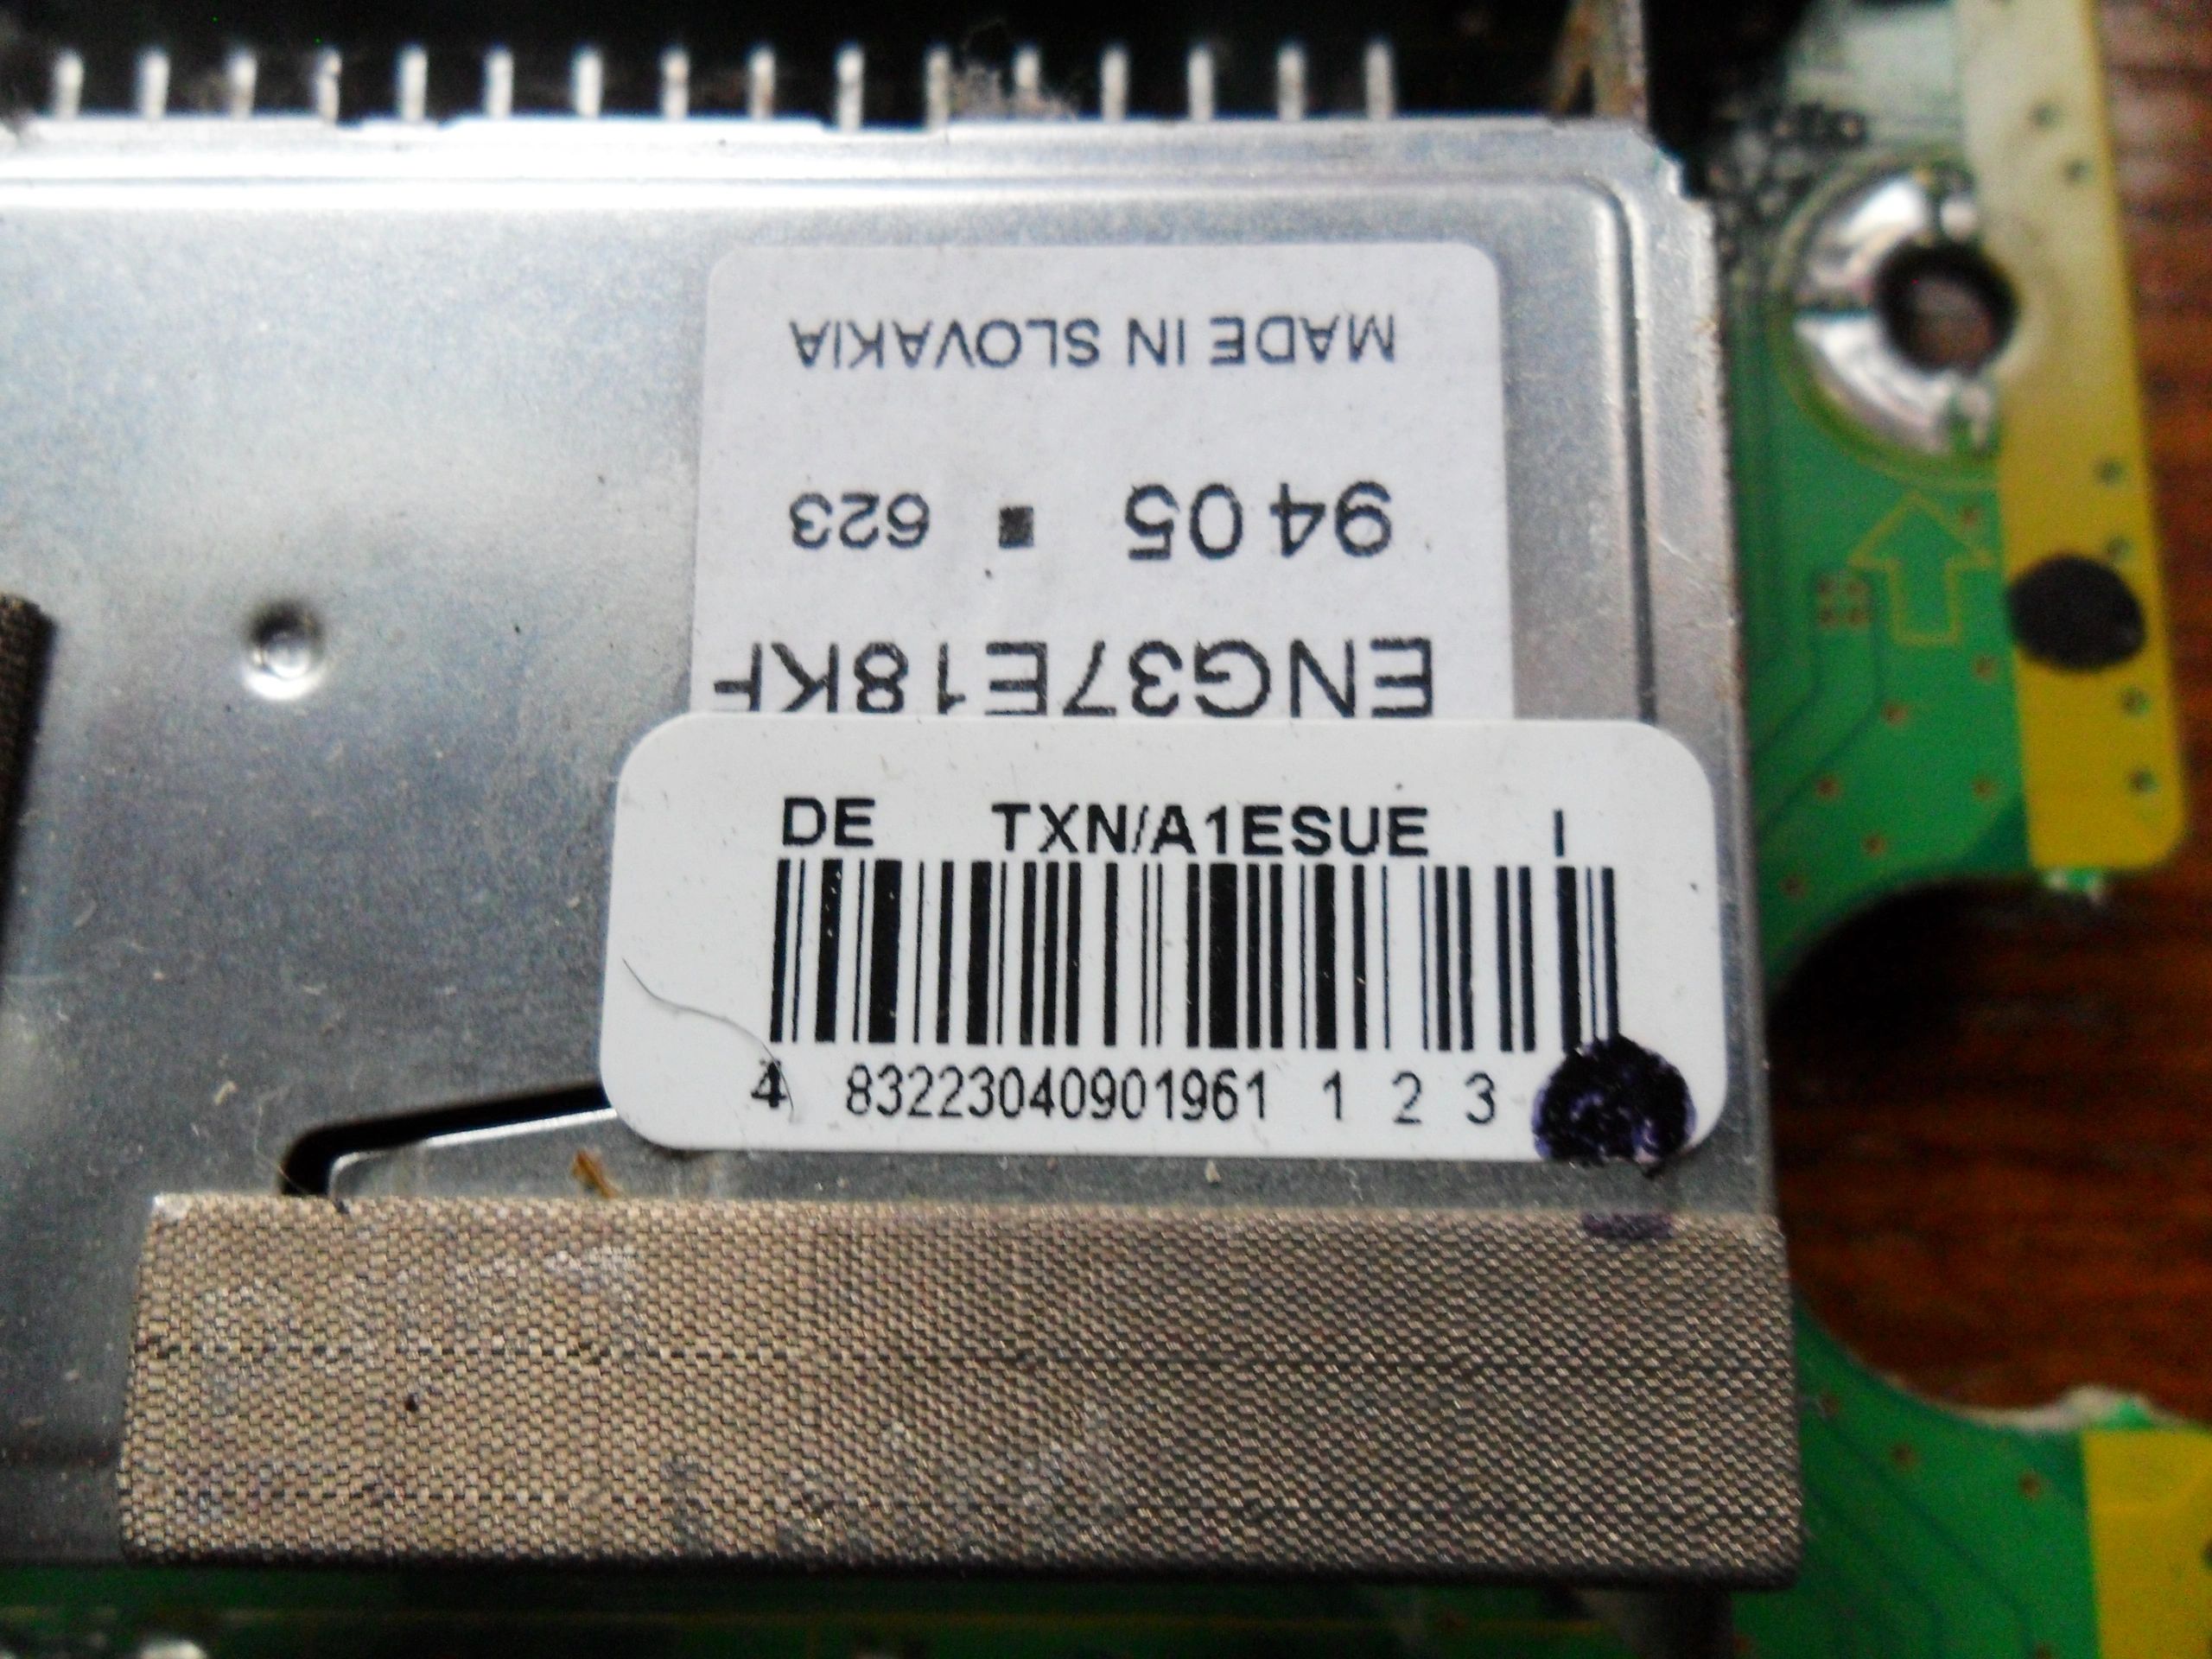 ENG37E18KF
9405 ▪ 623
MADE IN SLOVAKIA
DE TXN/A1ESUE I
4 83223040901961 1 2 3